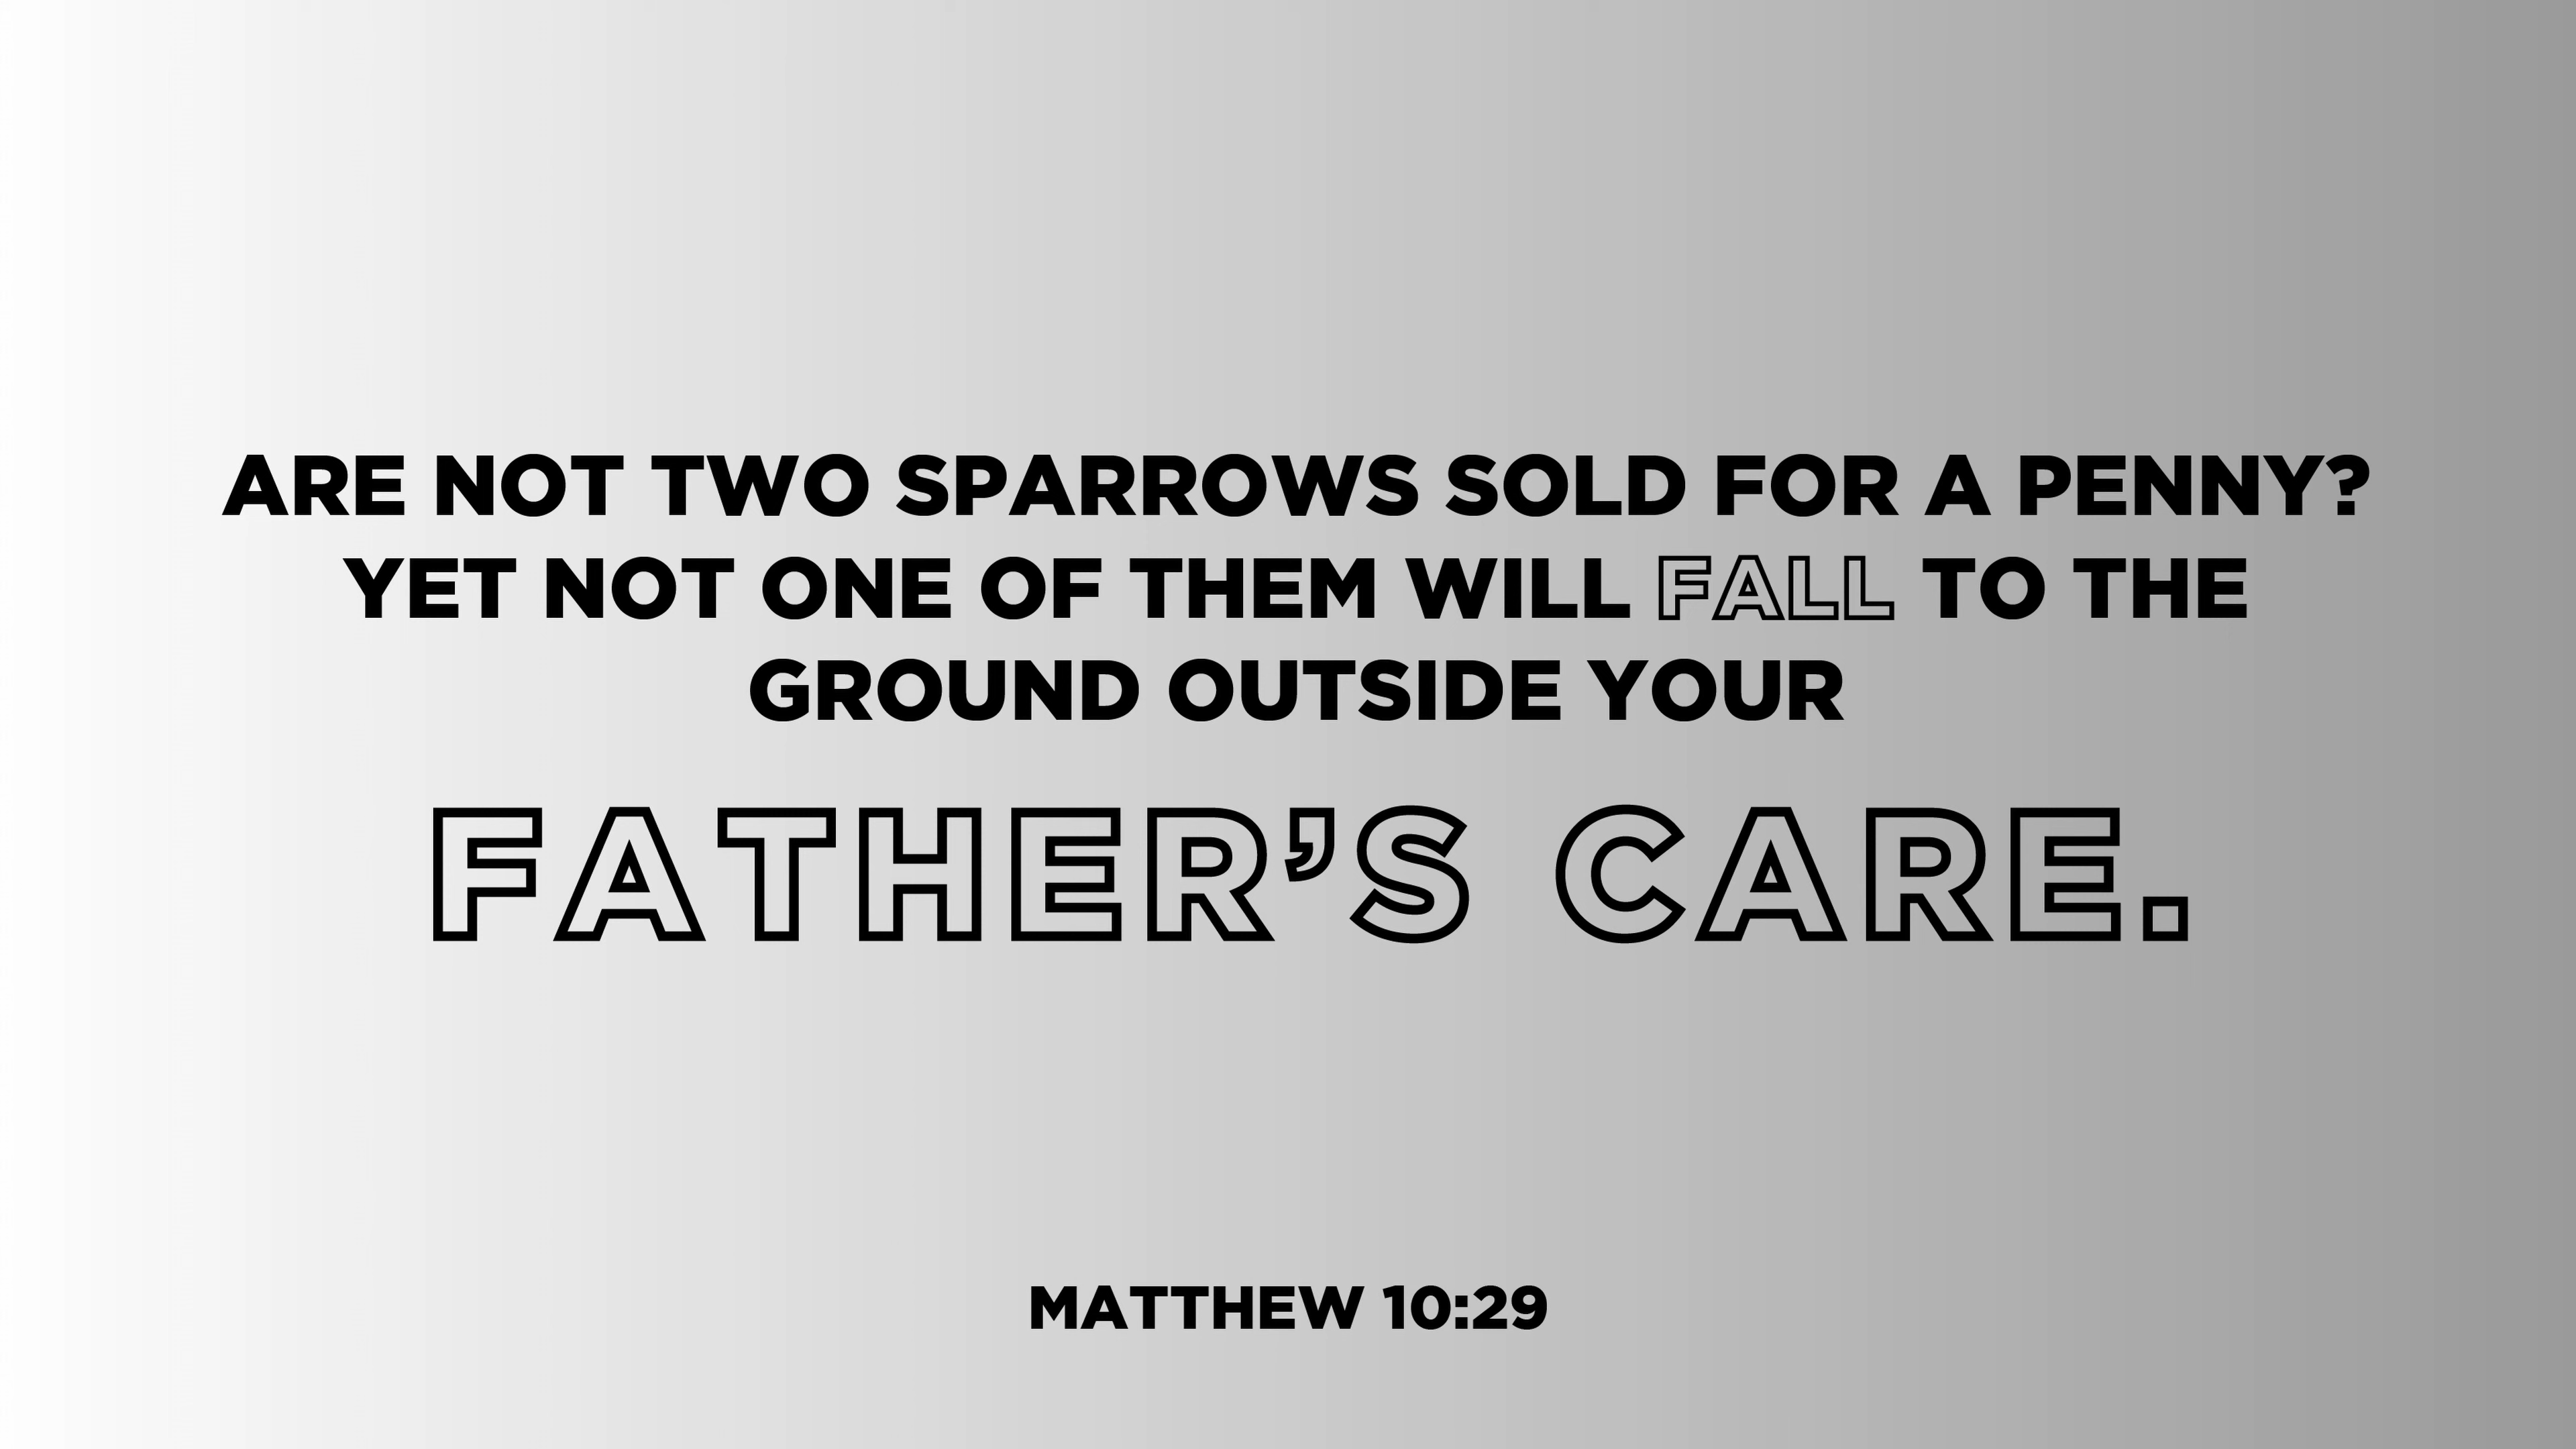 ARE NOT TWO SPARROWS SOLD FOR A PENNY?
YET NOT ONE OF THEM WILL FALL TO THE
GROUND OUTSIDE YOUR
FATHER’S CARE.
MATTHEW 10:29